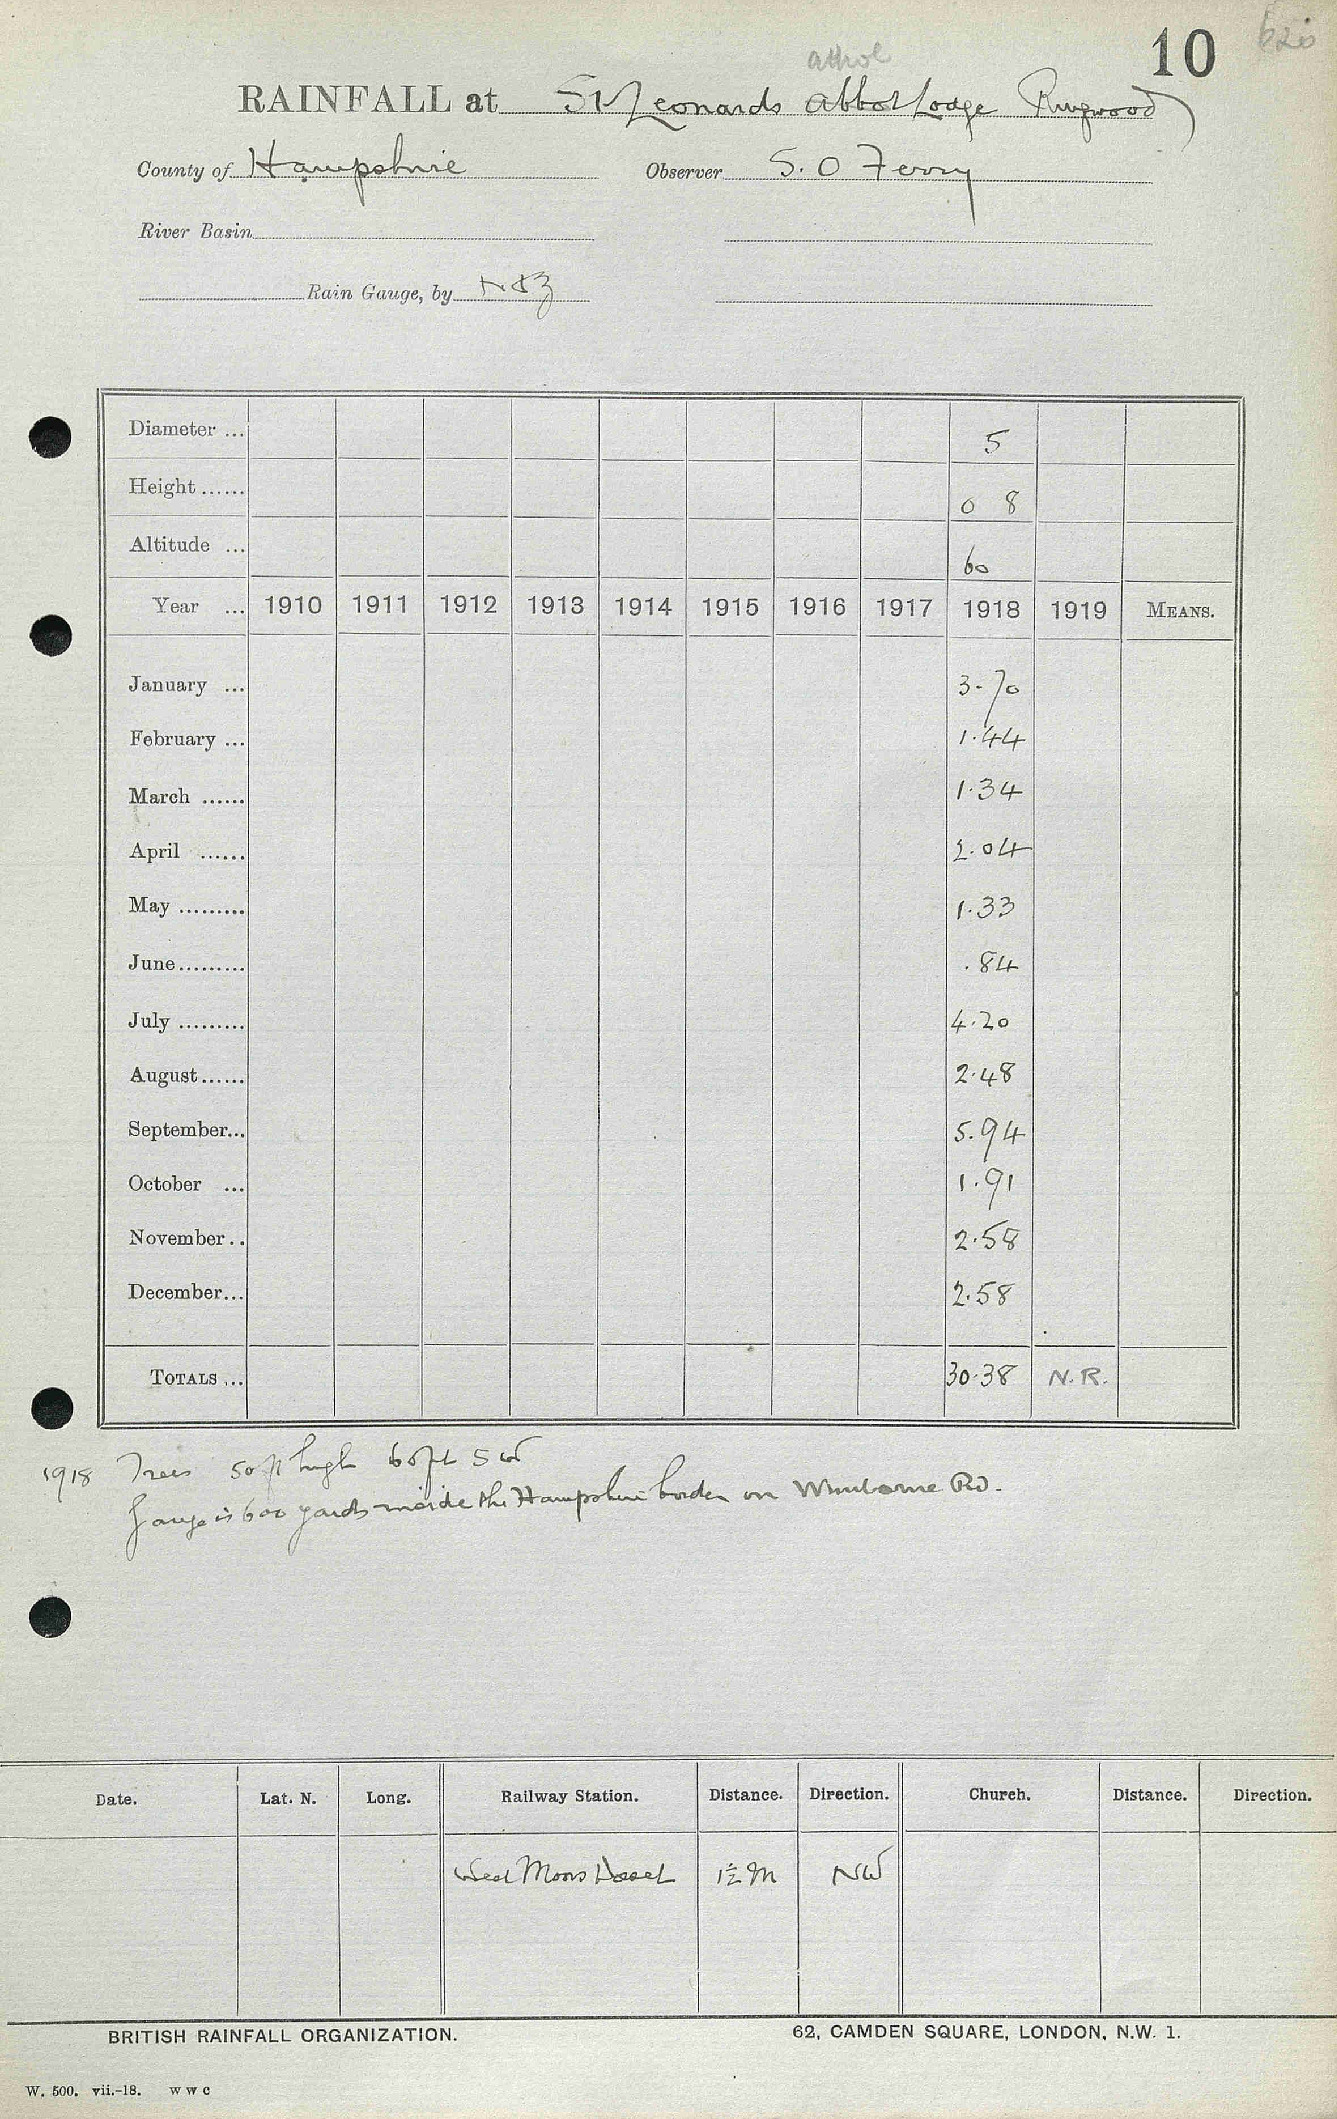 10 620
athol
RAINFALL at St Leonards Abbot Lodge Ringwood
County of Hampshire Observer S. O Ferry
River Basin
Rain Gauge, by N & Z
Diameter ... 5
Height ...... 0 8
Altitude ... 60
Year ... 1910 1911 1912 1913 1914 1915 1916 1917 1918 1919 MEANS.
January ... 3.70
February ... 1.44
March ...... 1.34
April ...... 2.04
May ......... 1.33
June......... .84
July ......... 4.20
August...... 2.48
September... 5.94
October ... 1.91
November.. 2.58
December... 2.58
TOTALS ... 30.38 N.R.
1918 Trees 50 ft high 60 ft SW
Gauge is 600 yards inside the Hampshire border on Wimborne Rd.
Date. Lat. N. Long. Railway Station. Distance. Direction. Church. Distance. Direction.
West Moors Dorset 1½ M NW
BRITISH RAINFALL ORGANIZATION. 62, CAMDEN SQUARE, LONDON, N.W. 1.
W. 500. vii.-18. W W C